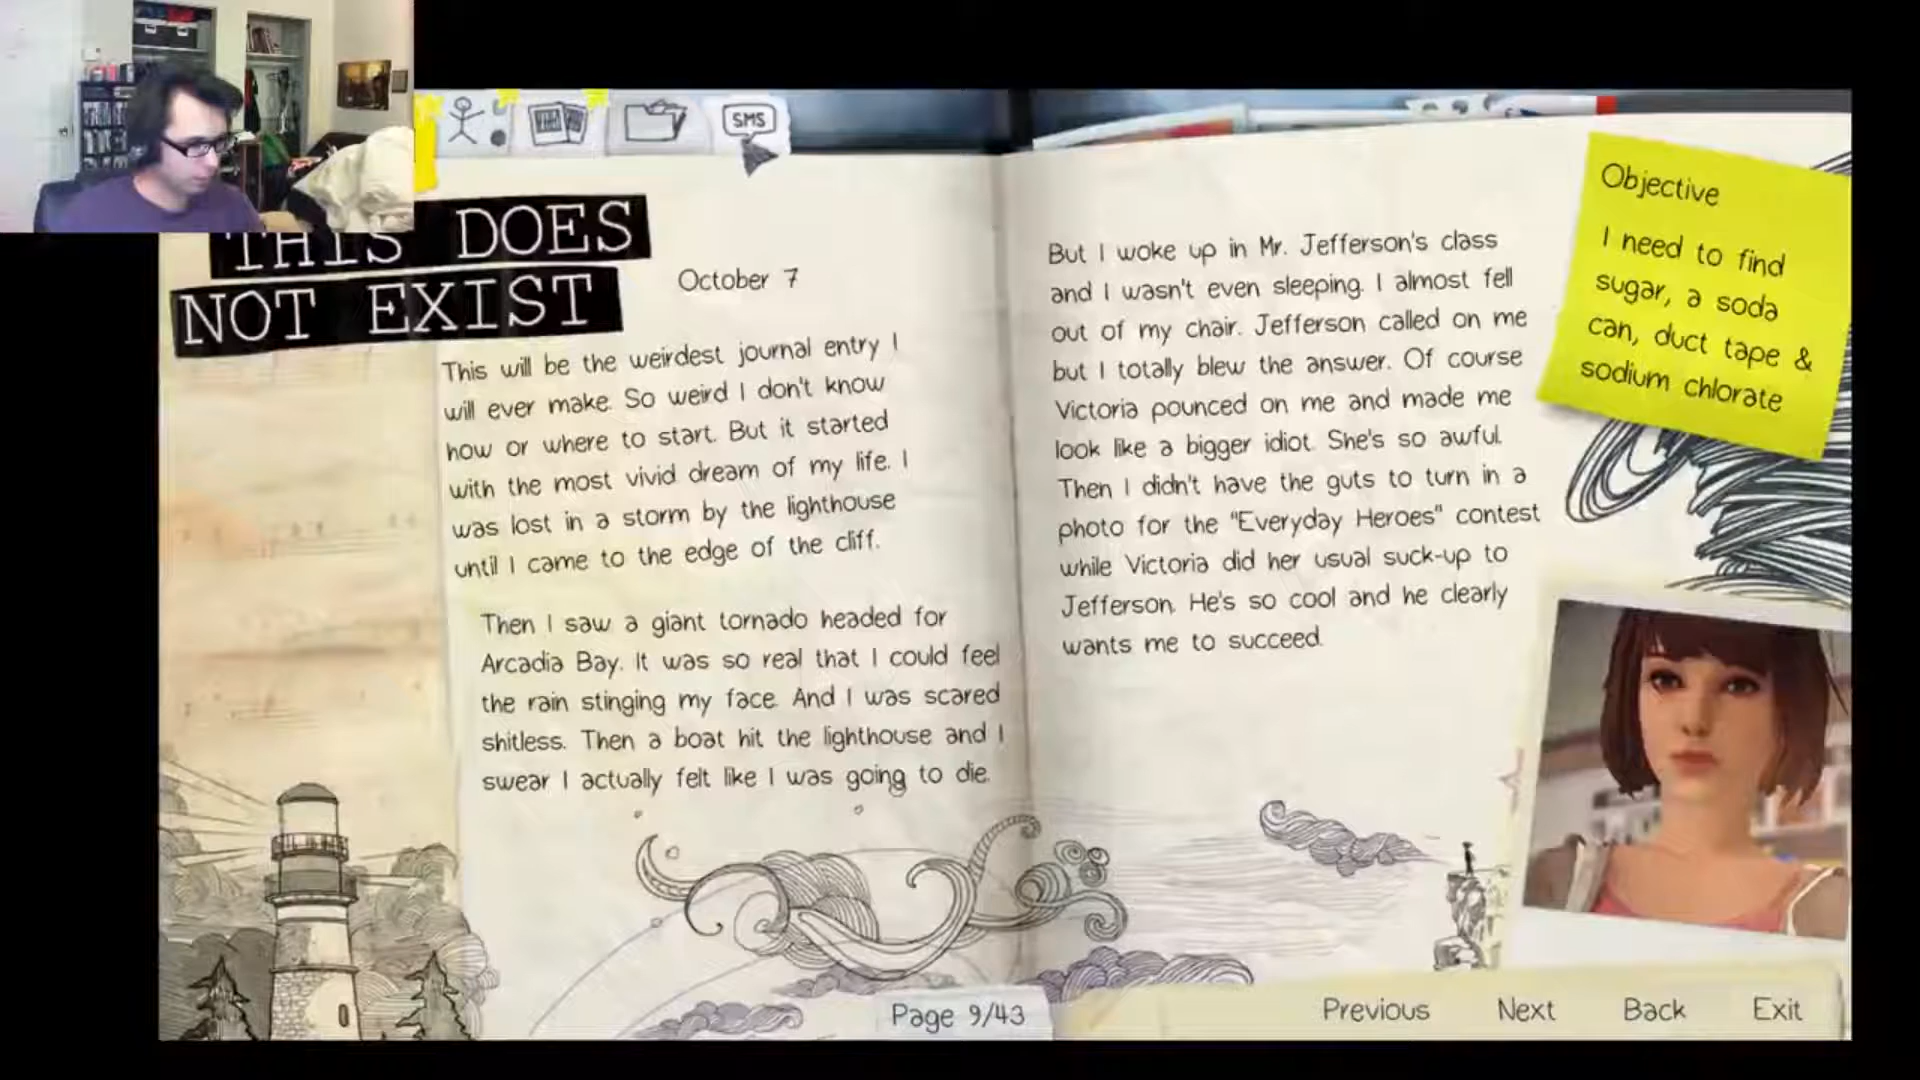 SMS
THIS DOES
NOT EXIST
October 7
This will be the weirdest journal entry I
will ever make. So weird I don't know
how or where to start. But it started
with the most vivid dream of my life. I
was lost in a storm by the lighthouse
until I came to the edge of the cliff.
Then I saw a giant tornado headed for
Arcadia Bay. It was so real that I could feel
the rain stinging my face. And I was scared
shitless. Then a boat hit the lighthouse and I
swear I actually felt like I was going to die.
But I woke up in Mr. Jefferson's class
and I wasn't even sleeping. I almost fell
out of my chair. Jefferson called on me
but I totally blew the answer. Of course
Victoria pounced on me and made me
look like a bigger idiot. She's so awful.
Then I didn't have the guts to turn in a
photo for the "Everyday Heroes" contest
while Victoria did her usual suck-up to
Jefferson. He's so cool and he clearly
wants me to succeed.
Objective
I need to find
sugar, a soda
can, duct tape &
sodium chlorate
Page 9/43
Previous Next Back Exit